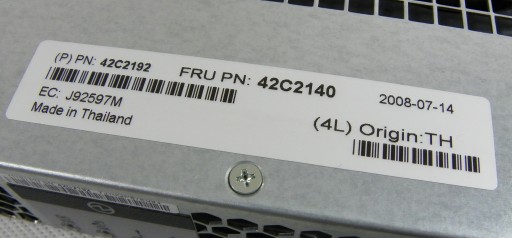 (P) PN: 42C2192 FRU PN: 42C2140 2008-07-14
EC: J92597M
Made in Thailand
(4L) Origin:TH